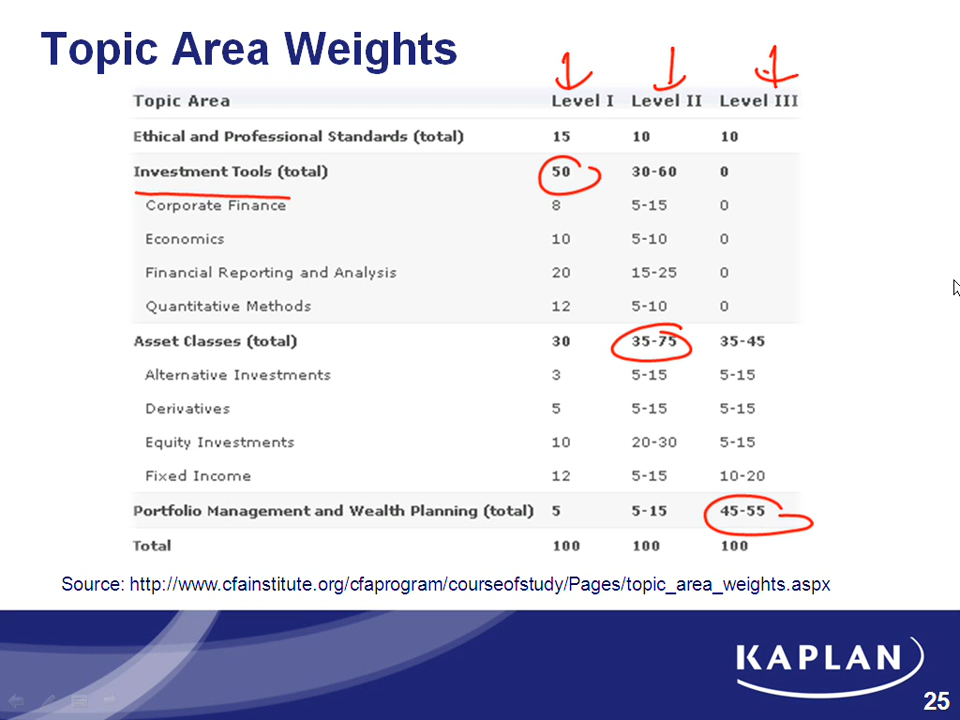 Topic Area Weights
Topic Area Level I Level II Level III
Ethical and Professional Standards (total) 15 10 10
Investment Tools (total) 50 30-60 0
Corporate Finance 8 5-15 0
Economics 10 5-10 0
Financial Reporting and Analysis 20 15-25 0
Quantitative Methods 12 5-10 0
Asset Classes (total) 30 35-75 35-45
Alternative Investments 3 5-15 5-15
Derivatives 5 5-15 5-15
Equity Investments 10 20-30 5-15
Fixed Income 12 5-15 10-20
Portfolio Management and Wealth Planning (total) 5 5-15 45-55
Total 100 100 100
Source: http://www.cfainstitute.org/cfaprogram/courseofstudy/Pages/topic_area_weights.aspx
KAPLAN
25